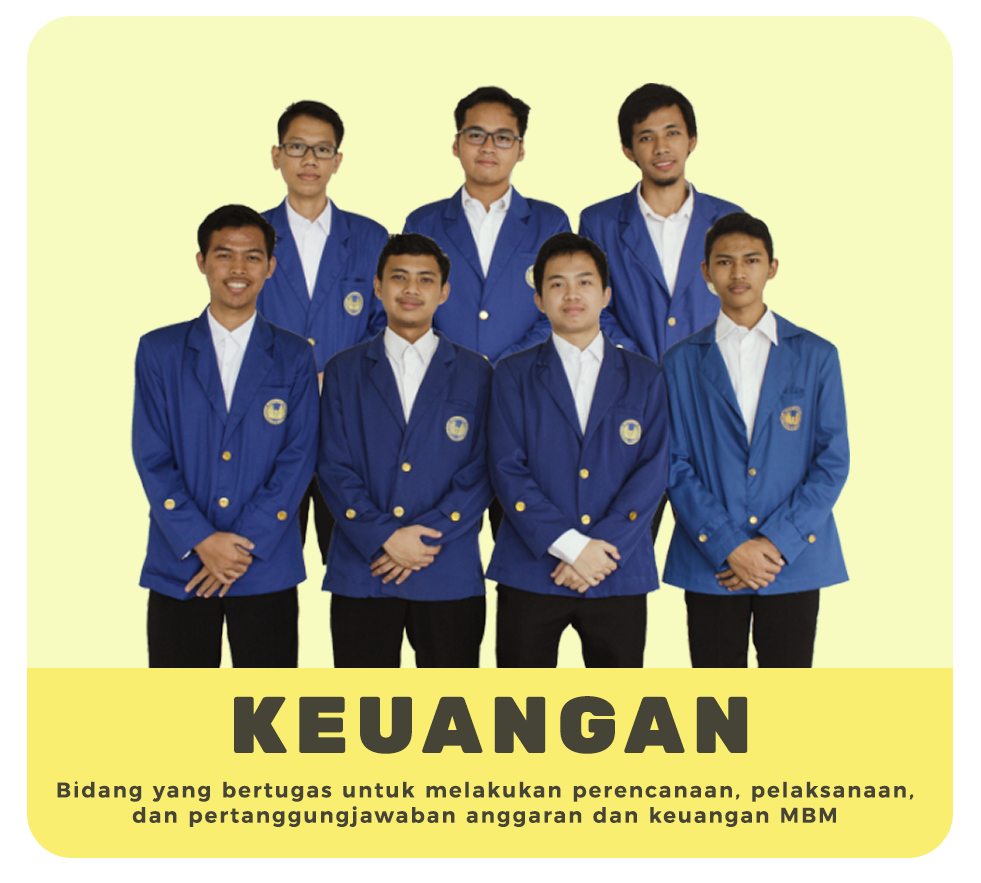 KEUANGAN
Bidang yang bertugas untuk melakukan perencanaan, pelaksanaan,
dan pertanggungjawaban anggaran dan keuangan MBM